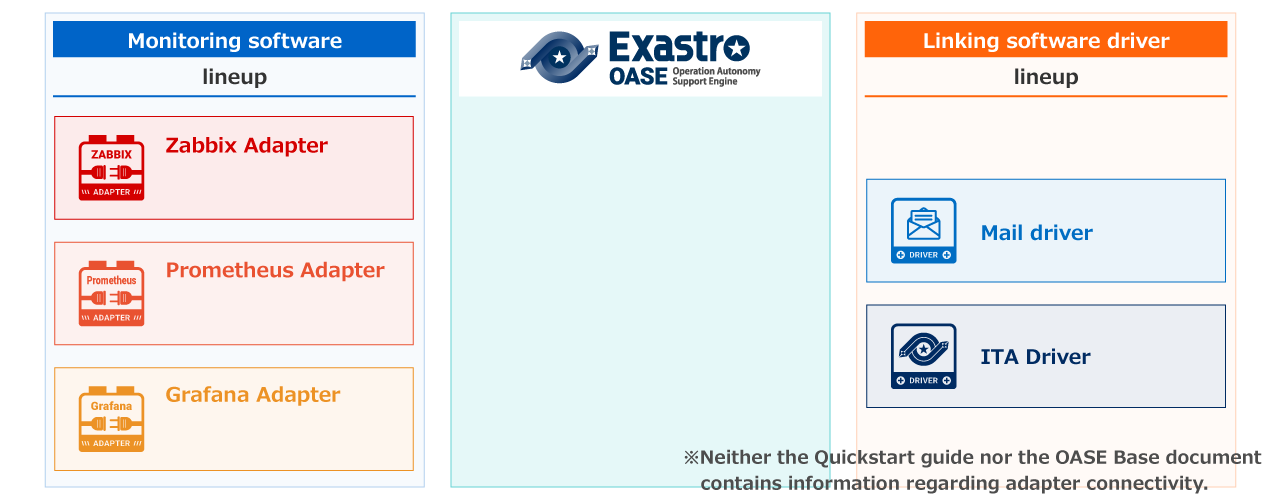 Monitoring software
lineup
ZABBIX
\\\ ADAPTER ///
Zabbix Adapter
Prometheus
\\\ ADAPTER ///
Prometheus Adapter
Grafana
\\\ ADAPTER ///
Grafana Adapter
Exastro
OASE Operation Autonomy
Support Engine
Linking software driver
lineup
DRIVER
Mail driver
DRIVER
ITA Driver
※Neither the Quickstart guide nor the OASE Base document
contains information regarding adapter connectivity.